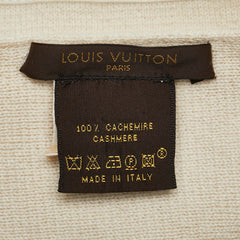 LOUIS VUITTON
PARIS
100% CACHEMIRE
CASHMERE
MADE IN ITALY